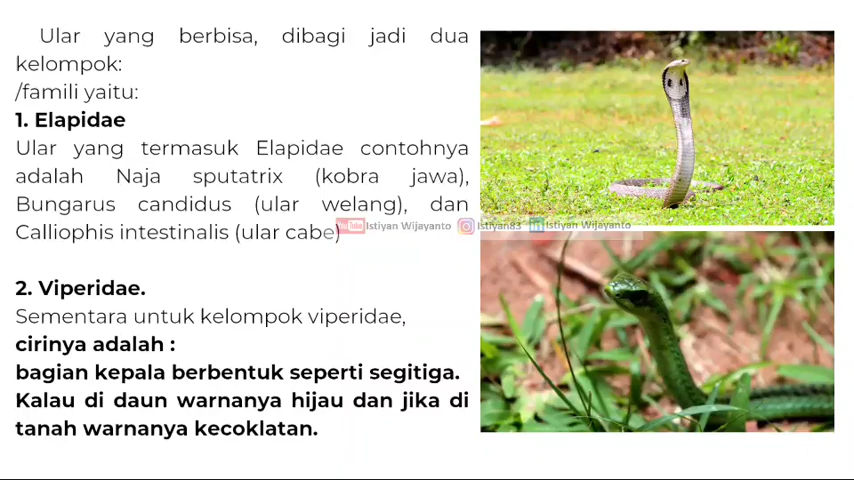 Ular yang berbisa, dibagi jadi dua
kelompok:
/famili yaitu:
1. Elapidae
Ular yang termasuk Elapidae contohnya
adalah Naja sputatrix (kobra jawa),
Bungarus candidus (ular welang), dan
Calliophis intestinalis (ular cabe)
YouTube Istiyan Wijayanto Istiyan83 in Istiyan Wijayanto
2. Viperidae.
Sementara untuk kelompok viperidae,
cirinya adalah :
bagian kepala berbentuk seperti segitiga.
Kalau di daun warnanya hijau dan jika di
tanah warnanya kecoklatan.